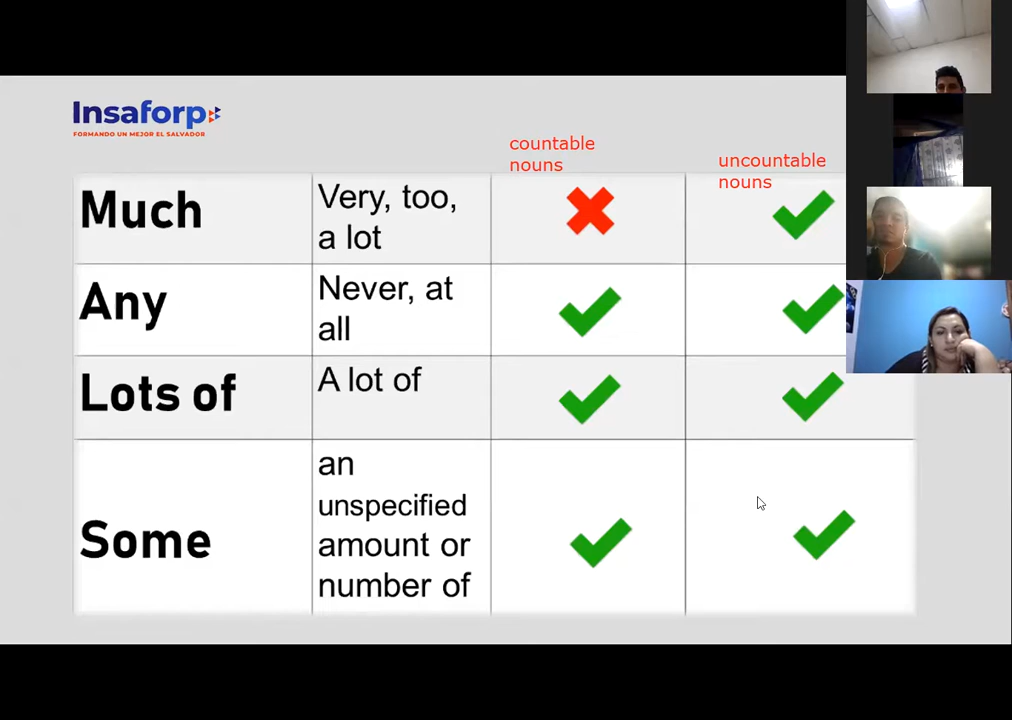 Insaforp
FORMANDO UN MEJOR EL SALVADOR
countable
nouns
uncountable
nouns
Much
Very, too,
a lot
Any
Never, at
all
Lots of
A lot of
Some
an
unspecified
amount or
number of